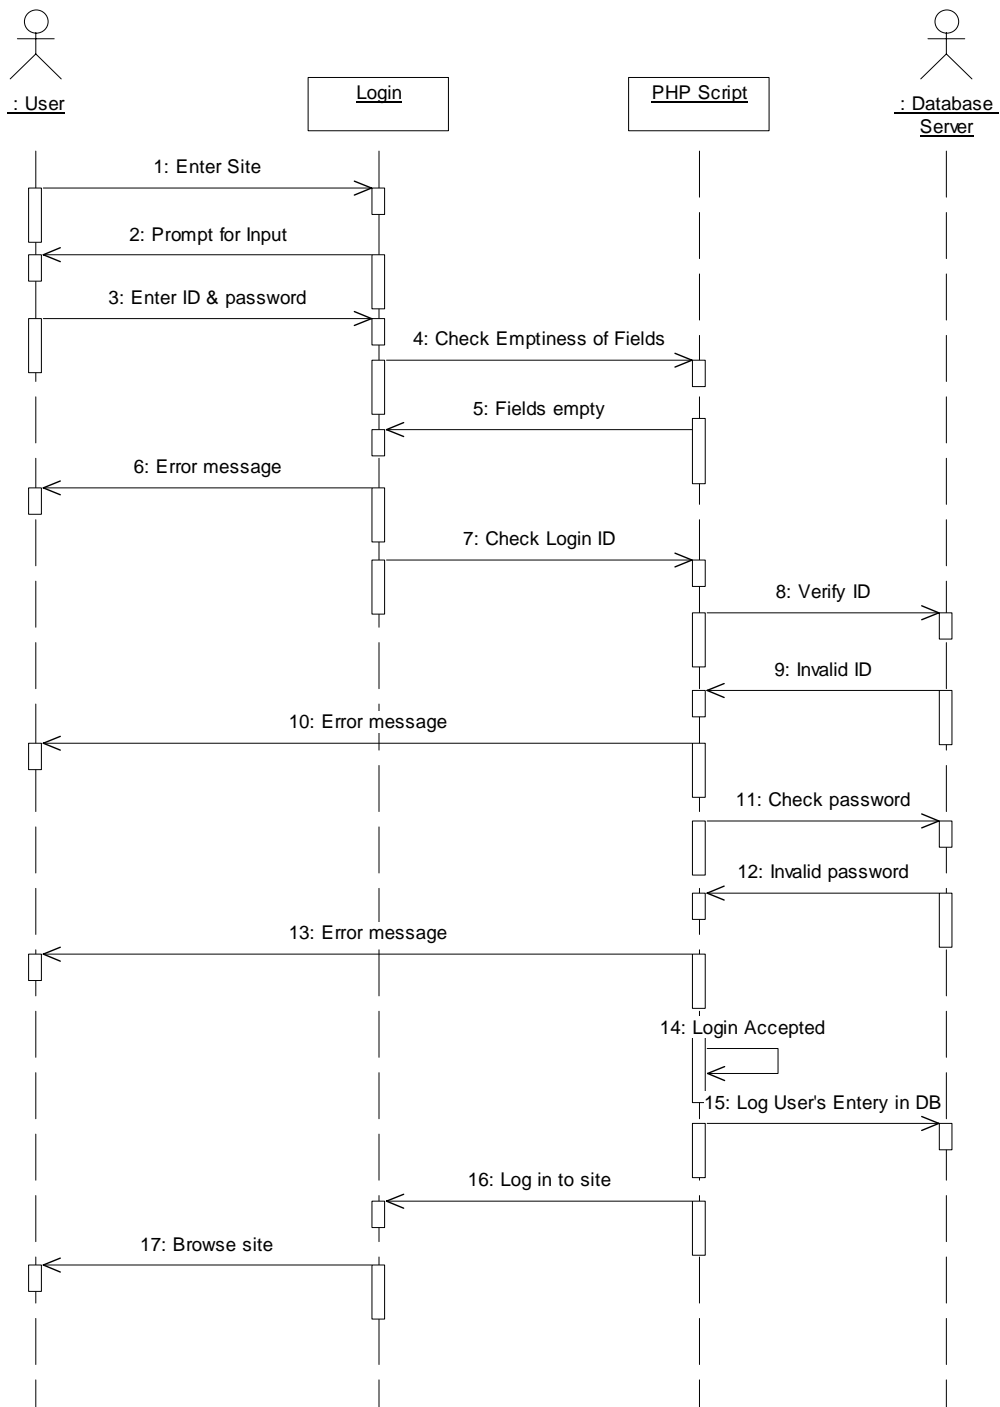 : User
Login
PHP Script
: Database
Server
1: Enter Site
2: Prompt for Input
3: Enter ID & password
4: Check Emptiness of Fields
5: Fields empty
6: Error message
7: Check Login ID
8: Verify ID
9: Invalid ID
10: Error message
11: Check password
12: Invalid password
13: Error message
14: Login Accepted
15: Log User's Entery in DB
16: Log in to site
17: Browse site